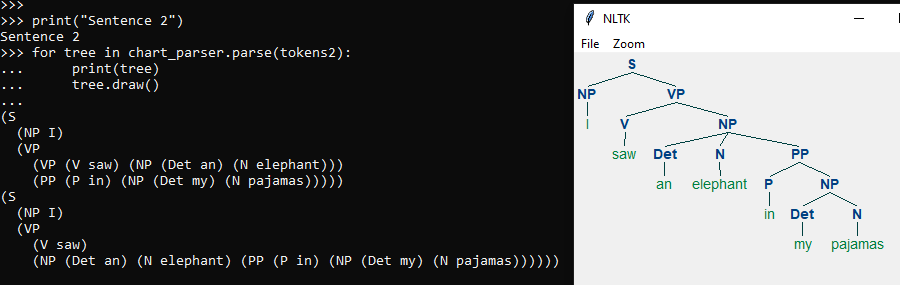 >>>
>>> print("Sentence 2")
Sentence 2
>>> for tree in chart_parser.parse(tokens2):
...     print(tree)
...     tree.draw()
...
(S
  (NP I)
  (VP
    (VP (V saw) (NP (Det an) (N elephant)))
    (PP (P in) (NP (Det my) (N pajamas)))))
(S
  (NP I)
  (VP
    (V saw)
    (NP (Det an) (N elephant) (PP (P in) (NP (Det my) (N pajamas))))))
NLTK
File Zoom
S
NP VP
I V NP
saw Det N PP
an elephant P NP
in Det N
my pajamas